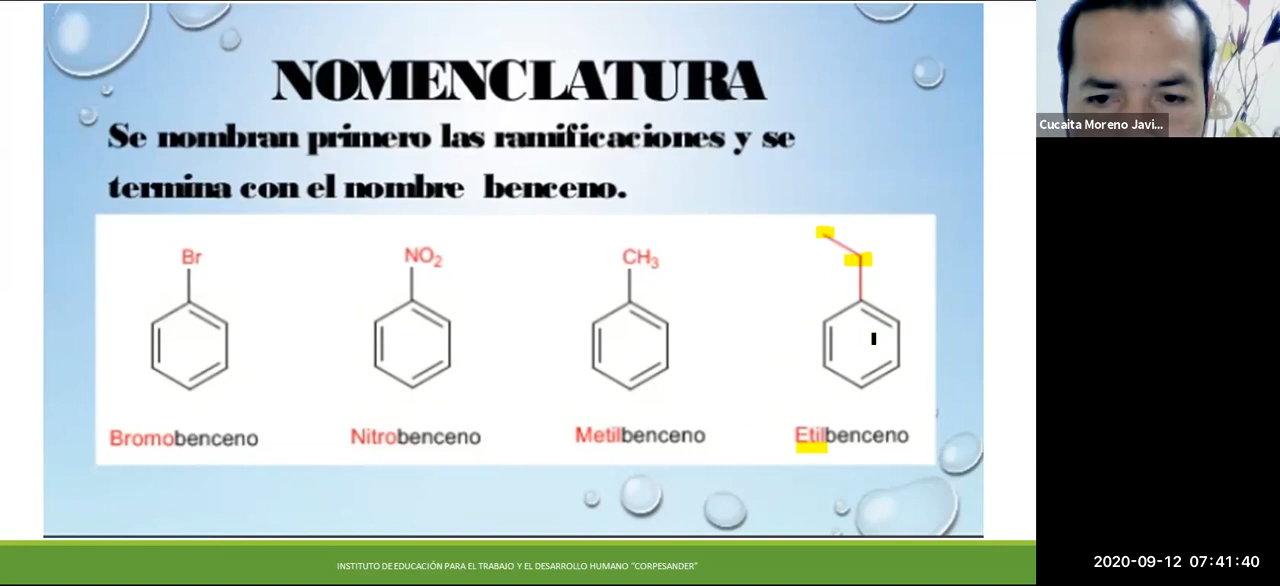 NOMENCLATURA
Se nombran primero las ramificaciones y se
termina con el nombre benceno.
Br
NO2
CH3
Bromobenceno
Nitrobenceno
Metilbenceno
Etilbenceno
INSTITUTO DE EDUCACIÓN PARA EL TRABAJO Y EL DESARROLLO HUMANO "CORPESANDER"
Cucaita Moreno Javi...
2020-09-12 07:41:40